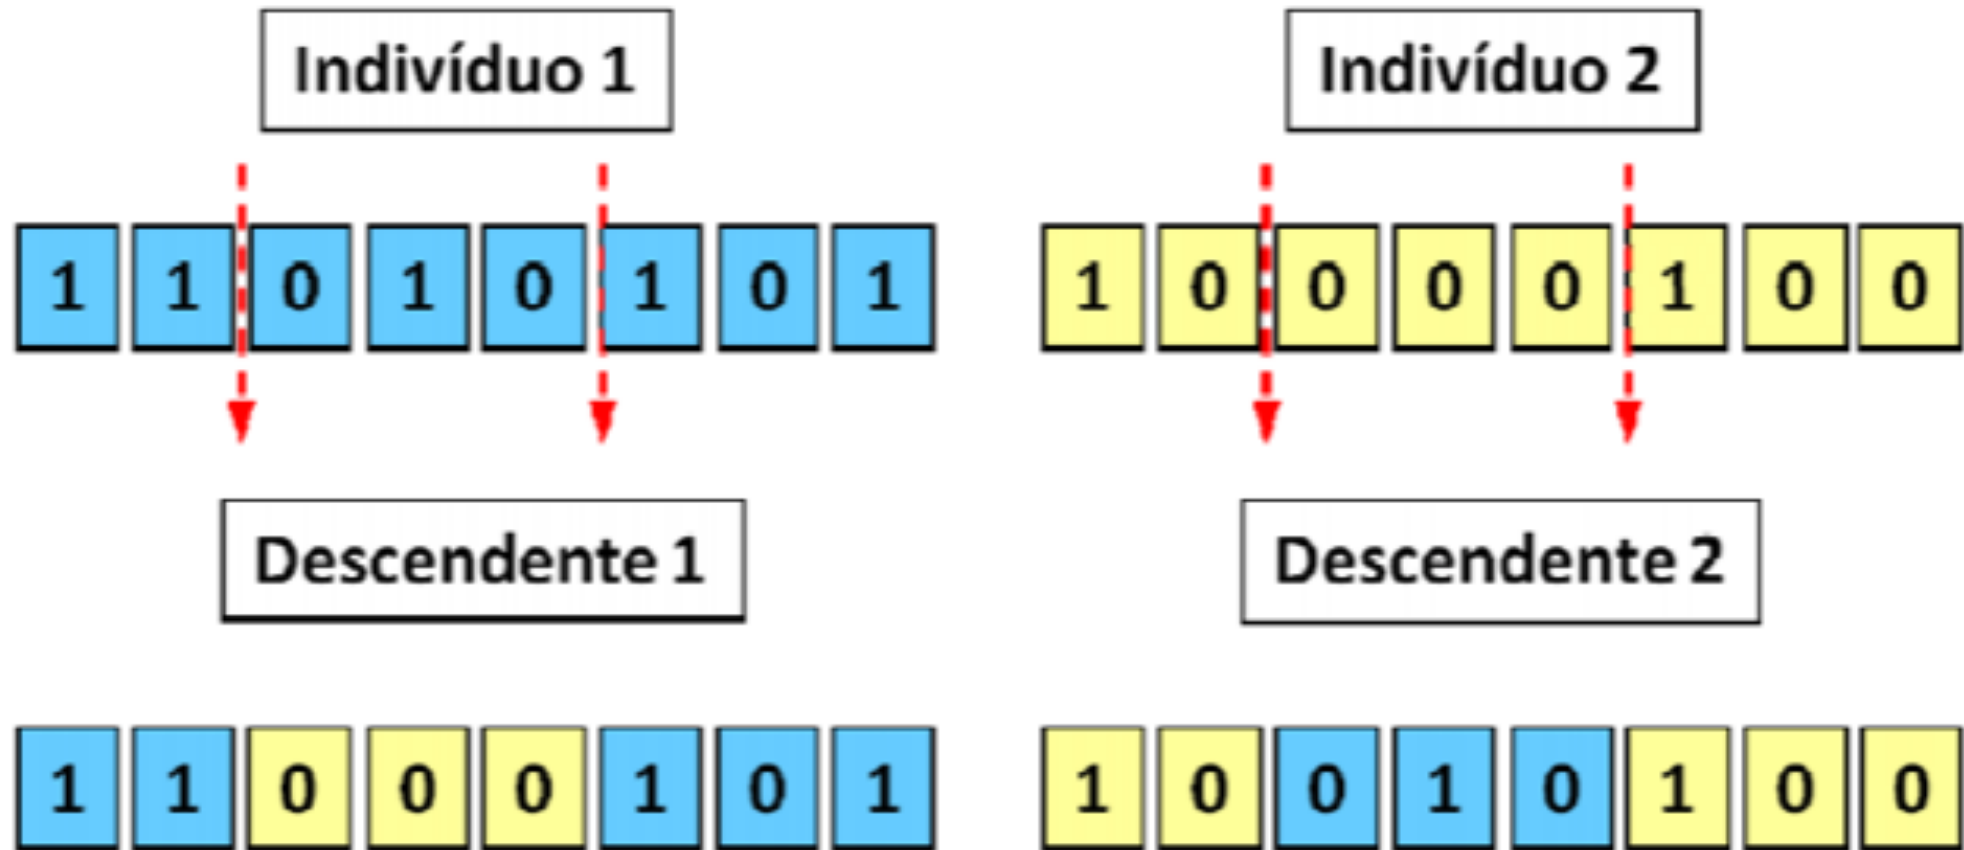 Indivíduo 1 Indivíduo 2
1 1 0 1 0 1 0 1 1 0 0 0 0 1 0 0
Descendente 1 Descendente 2
1 1 0 0 0 1 0 1 1 0 0 1 0 1 0 0